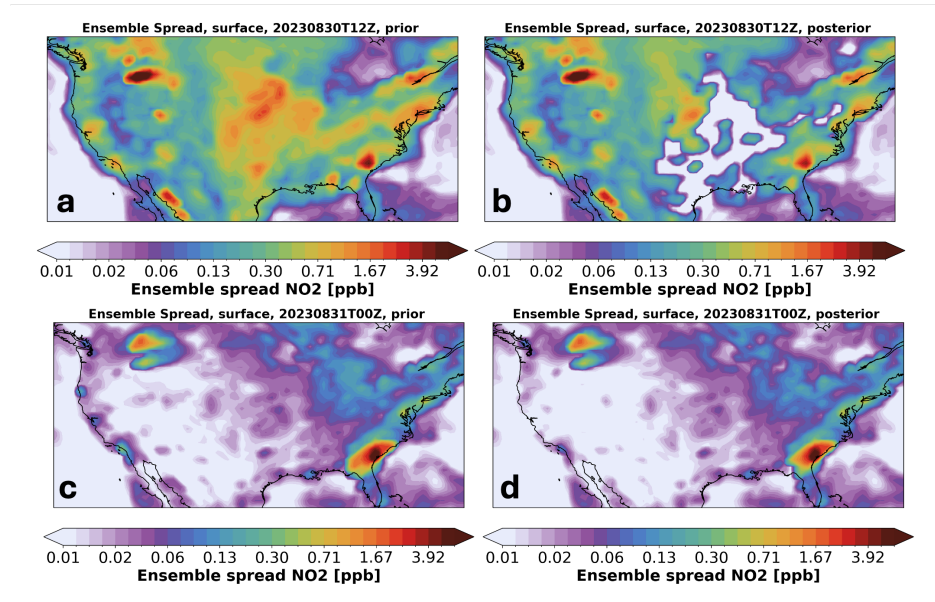 Ensemble Spread, surface, 20230830T12Z, prior
Ensemble Spread, surface, 20230830T12Z, posterior
a
b
0.01 0.02 0.06 0.13 0.30 0.71 1.67 3.92
0.01 0.02 0.06 0.13 0.30 0.71 1.67 3.92
Ensemble spread NO2 [ppb]
Ensemble spread NO2 [ppb]
Ensemble Spread, surface, 20230831T00Z, prior
Ensemble Spread, surface, 20230831T00Z, posterior
c
d
0.01 0.02 0.06 0.13 0.30 0.71 1.67 3.92
0.01 0.02 0.06 0.13 0.30 0.71 1.67 3.92
Ensemble spread NO2 [ppb]
Ensemble spread NO2 [ppb]